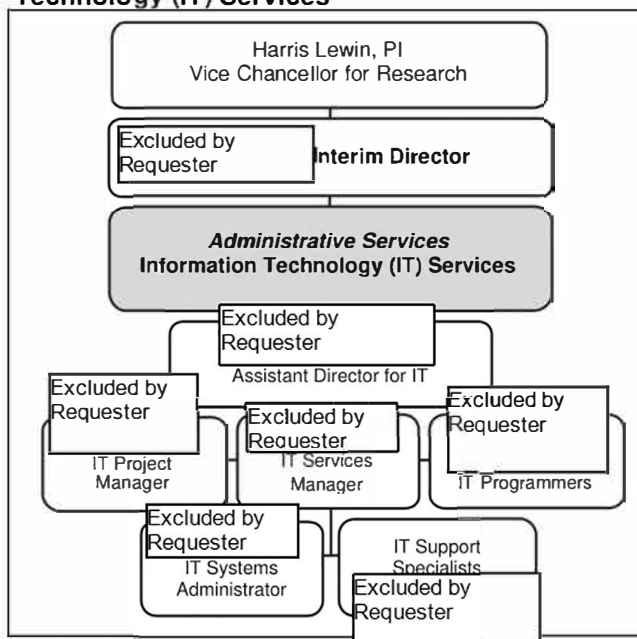 Technology (IT) Services
Harris Lewin, PI
Vice Chancellor for Research
Excluded by
Requester
Interim Director
Administrative Services
Information Technology (IT) Services
Excluded by
Requester
Assistant Director for IT
Excluded by
Requester
IT Project
Manager
Excluded by
Requester
IT Services
Manager
Excluded by
Requester
IT Programmers
Excluded by
Requester
IT Systems
Administrator
IT Support
Specialists
Excluded by
Requester